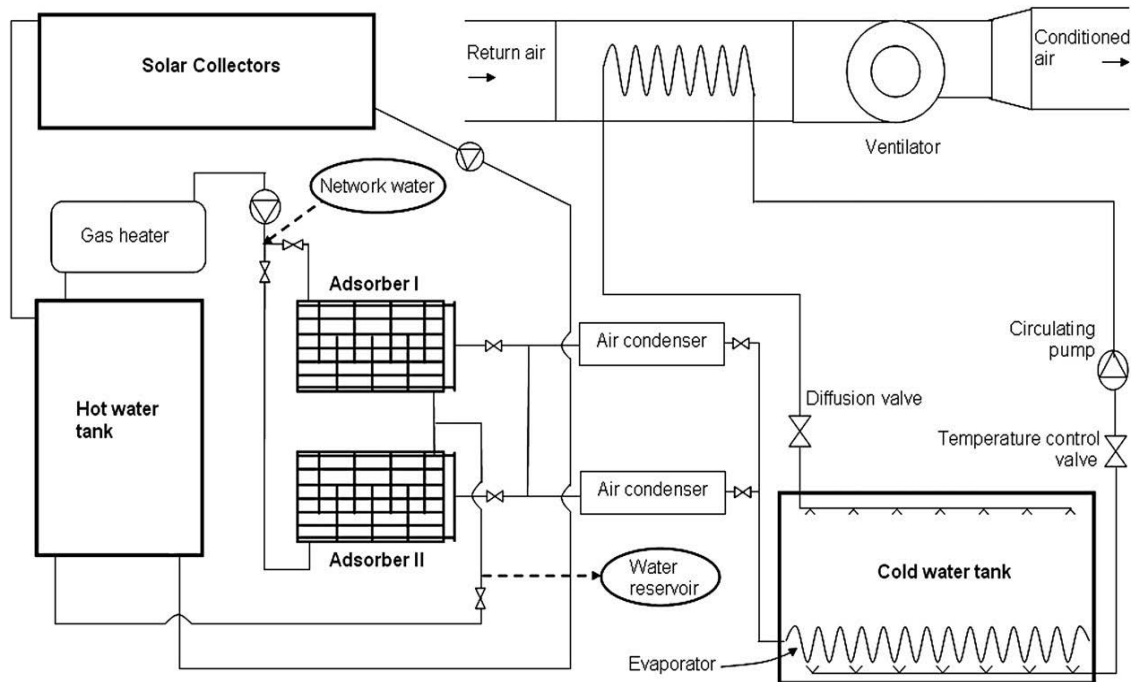 Solar Collectors
Return air
Conditioned
air
Ventilator
Network water
Gas heater
Adsorber I
Air condenser
Circulating
pump
Hot water
tank
Diffusion valve
Temperature control
valve
Air condenser
Adsorber II
Water
reservoir
Cold water tank
Evaporator